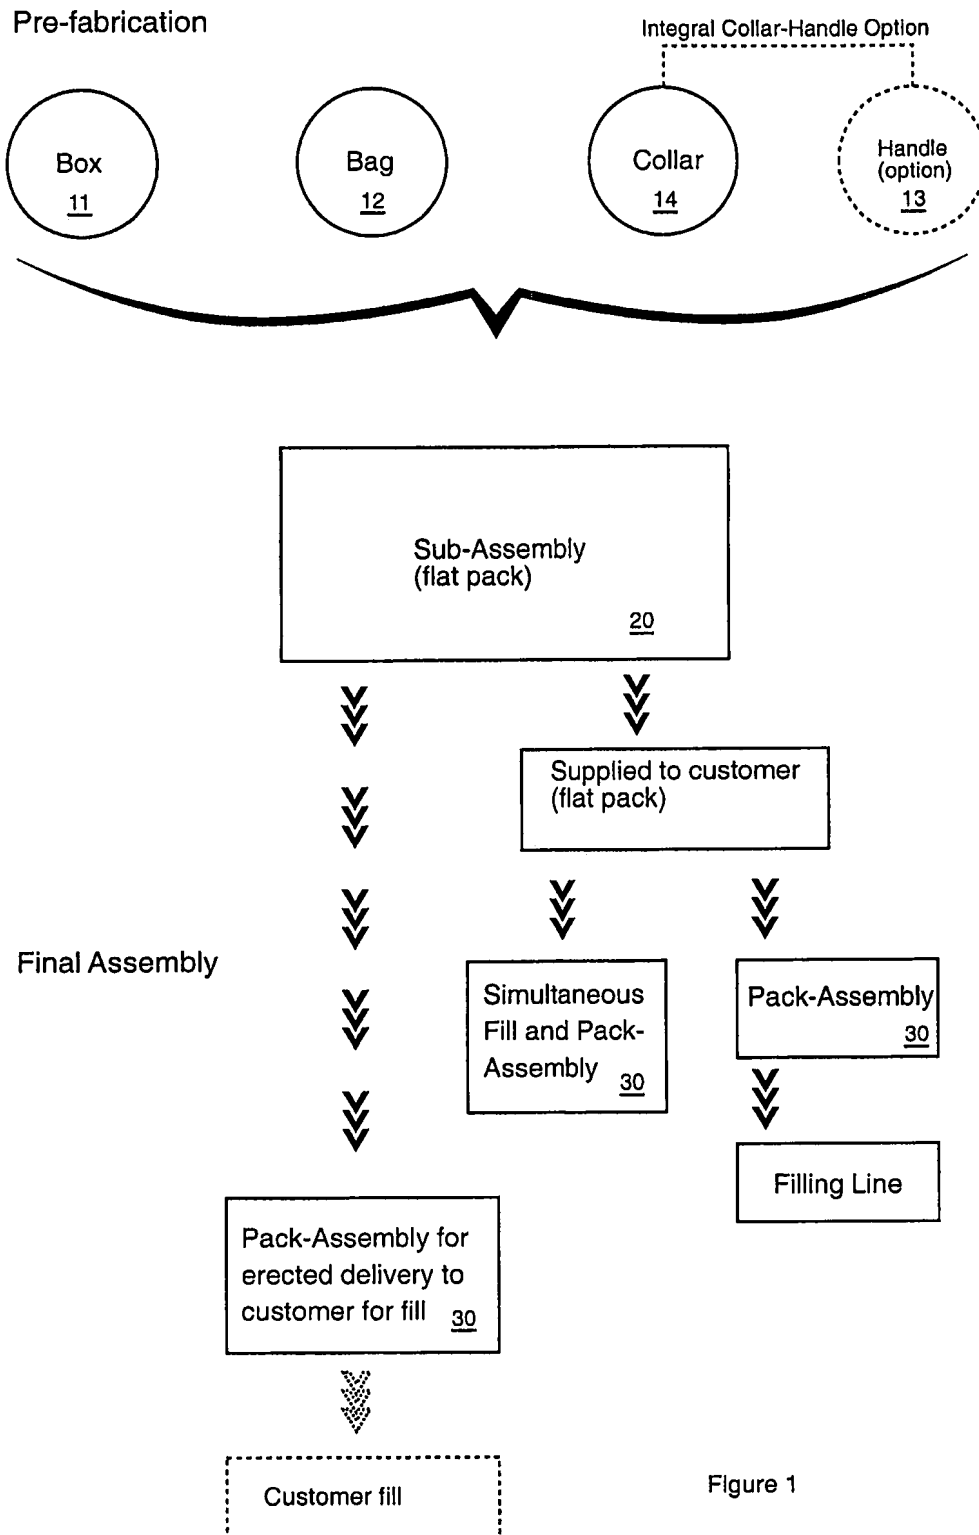 Pre-fabrication
Integral Collar-Handle Option
Box
11
Bag
12
Collar
14
Handle
(option)
13
Sub-Assembly
(flat pack)
20
Supplied to customer
(flat pack)
Final Assembly
Simultaneous
Fill and Pack-
Assembly
30
Pack-Assembly
30
Filling Line
Pack-Assembly for
erected delivery to
customer for fill 30
Customer fill
Figure 1